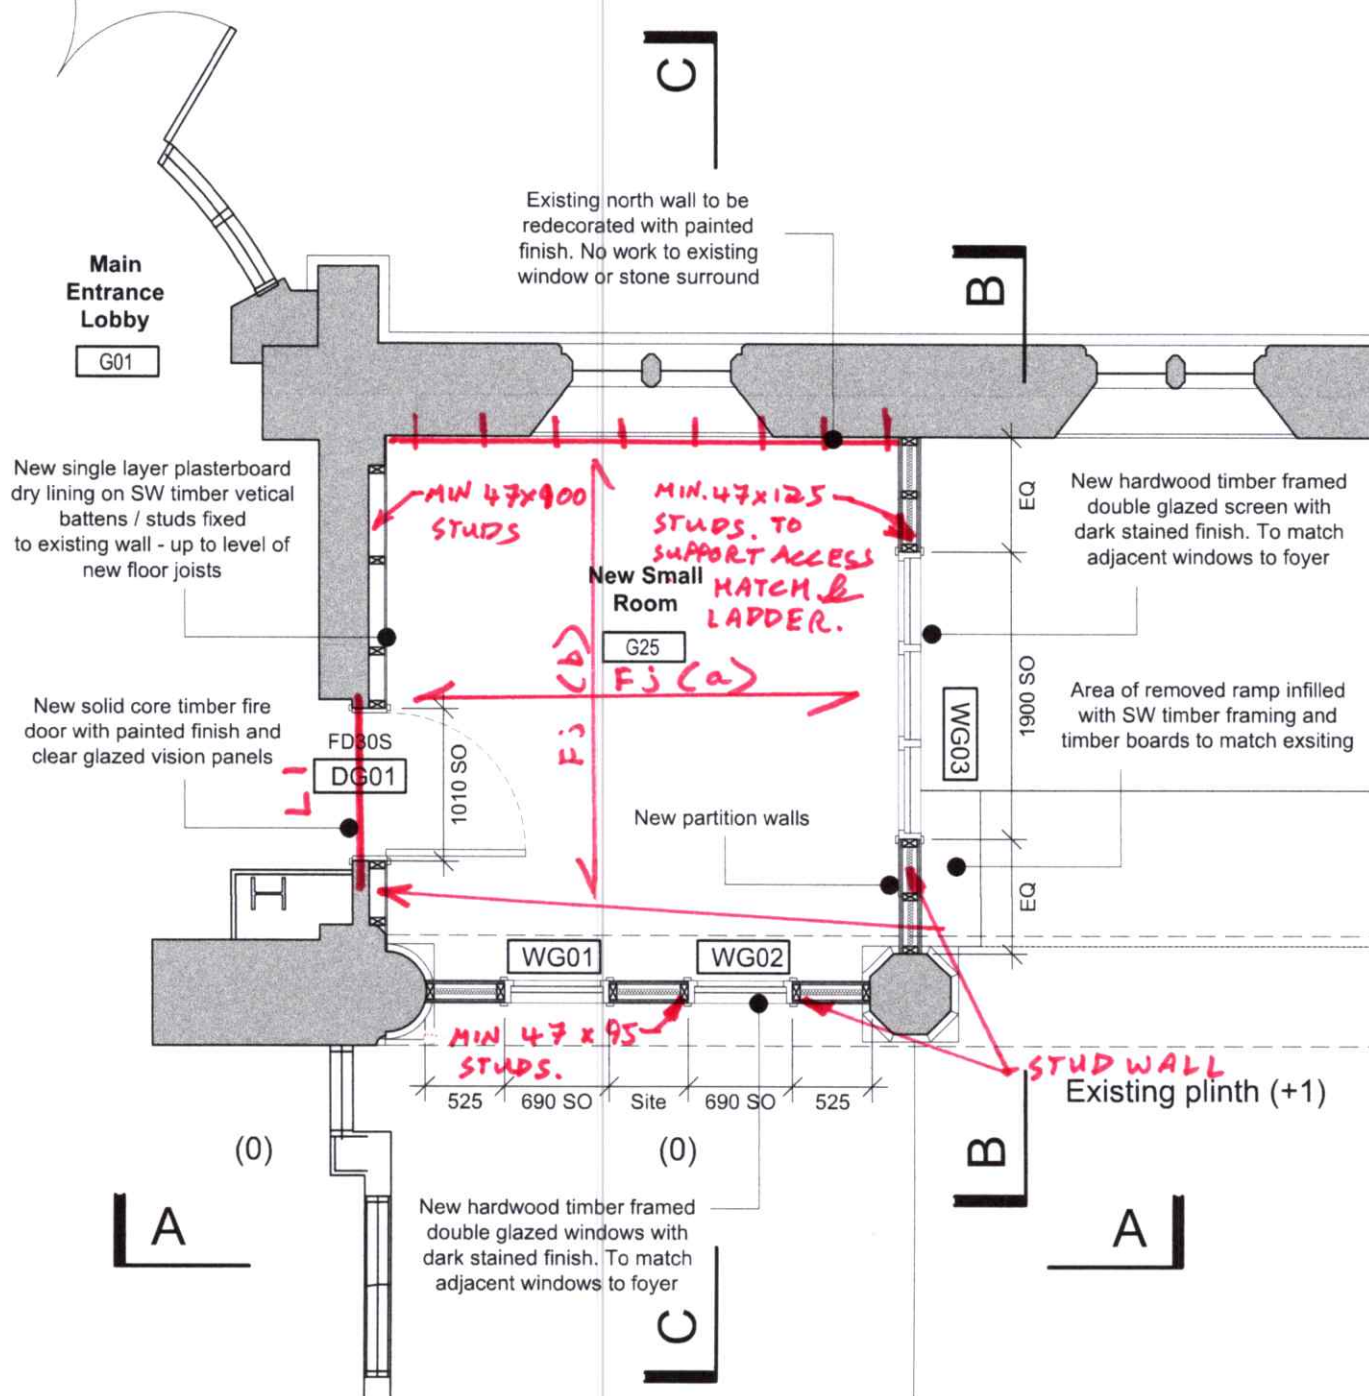 C
Existing north wall to be
redecorated with painted
finish. No work to existing
window or stone surround
B
Main
Entrance
Lobby
G01
New single layer plasterboard
dry lining on SW timber vetical
battens / studs fixed
to existing wall - up to level of
new floor joists
MIN 47x100
STUDS
MIN. 47x125
STUDS. TO
SUPPORT ACCESS
HATCH &
LADDER.
New Small
Room
G25
Fj (a)
Fj (b)
EQ
New hardwood timber framed
double glazed screen with
dark stained finish. To match
adjacent windows to foyer
1900 SO
WG03
Area of removed ramp infilled
with SW timber framing and
timber boards to match exsiting
New solid core timber fire
door with painted finish and
clear glazed vision panels
FD30S
DG01
L1
1010 SO
New partition walls
EQ
H
WG01
WG02
MIN 47 x 95
STUDS.
STUD WALL
Existing plinth (+1)
525
690 SO
Site
690 SO
525
(0)
(0)
B
A
New hardwood timber framed
double glazed windows with
dark stained finish. To match
adjacent windows to foyer
A
C